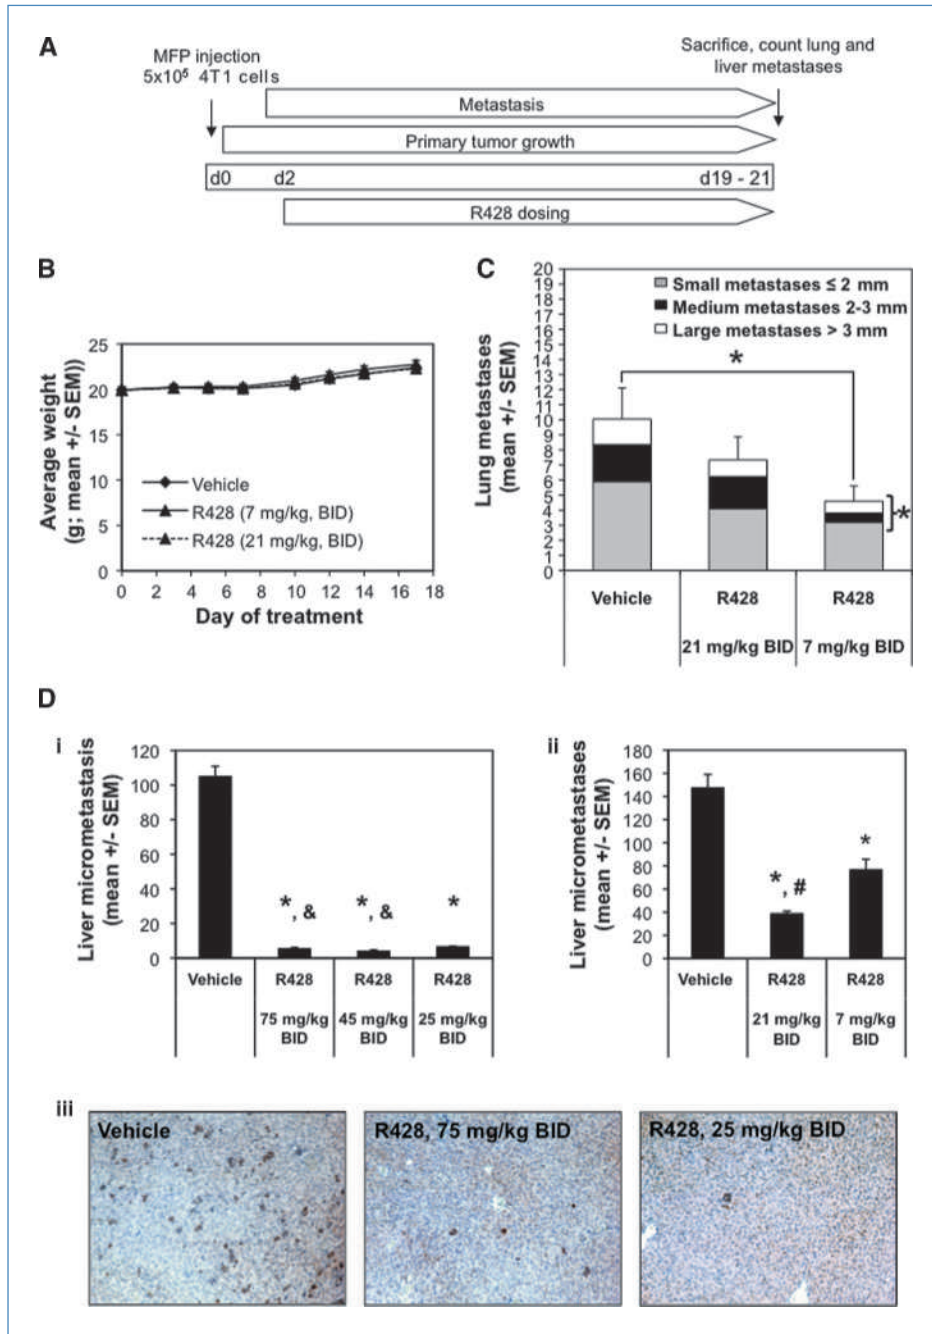 A
MFP injection
5x10⁵ 4T1 cells
Sacrifice, count lung and
liver metastases
Metastasis
Primary tumor growth
d0 d2 d19 - 21
R428 dosing
B
Average weight
(g; mean +/- SEM))
25
20
15
10
5
0
Vehicle
R428 (7 mg/kg, BID)
R428 (21 mg/kg, BID)
0 2 4 6 8 10 12 14 16 18
Day of treatment
C
Lung metastases
(mean +/- SEM)
20
19
18
17
16
15
14
13
12
11
10
9
8
7
6
5
4
3
2
1
0
Small metastases ≤ 2 mm
Medium metastases 2-3 mm
Large metastases > 3 mm
*
*
Vehicle R428 R428
21 mg/kg BID 7 mg/kg BID
D
i
Liver micrometastasis
(mean +/- SEM)
120
100
80
60
40
20
0
*, & *, & *
Vehicle R428 R428 R428
75 mg/kg 45 mg/kg 25 mg/kg
BID BID BID
ii
Liver micrometastases
(mean +/- SEM)
180
160
140
120
100
80
60
40
20
0
*, # *
Vehicle R428 R428
21 mg/kg 7 mg/kg
BID BID
iii
Vehicle R428, 75 mg/kg BID R428, 25 mg/kg BID